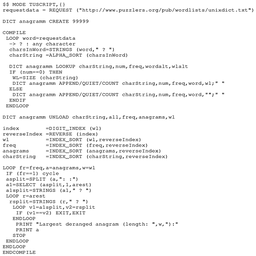 $$ MODE TUSCRIPT,{}
requestdata = REQUEST ("http://www.puzzlers.org/pub/wordlists/unixdict.txt")
DICT anagramm CREATE 99999
COMPILE
LOOP word=requestdata
-> ? : any character
charsInWord=STRINGS (word," ? ")
charString =ALPHA_SORT (charsInWord)
DICT anagramm LOOKUP charString,num,freq,wordalt,wlalt
IF (num==0) THEN
WL=SIZE (charString)
DICT anagramm APPEND/QUIET/COUNT charString,num,freq,word,wl;" "
ELSE
DICT anagramm APPEND/QUIET/COUNT charString,num,freq,word,"";" "
ENDIF
ENDLOOP
DICT anagramm UNLOAD charString,all,freq,anagrams,wl
index =DIGIT_INDEX (wl)
reverseIndex =REVERSE (index)
wl =INDEX_SORT (wl,reverseIndex)
freq =INDEX_SORT (freq,reverseIndex)
anagrams =INDEX_SORT (anagrams,reverseIndex)
charString =INDEX_SORT (charString,reverseIndex)
LOOP fr=freq,a=anagrams,w=wl
IF (fr==1) cycle
asplit=SPLIT (a,": :")
a1=SELECT (asplit,1,arest)
a1split=STRINGS (a1," ? ")
LOOP r=arest
rsplit=STRINGS (r," ? ")
LOOP v1=a1split,v2=rsplit
IF (v1==v2) EXIT,EXIT
ENDLOOP
PRINT "Largest deranged anagram (length: ",w,"):"
PRINT a
STOP
ENDLOOP
ENDLOOP
ENDCOMPILE